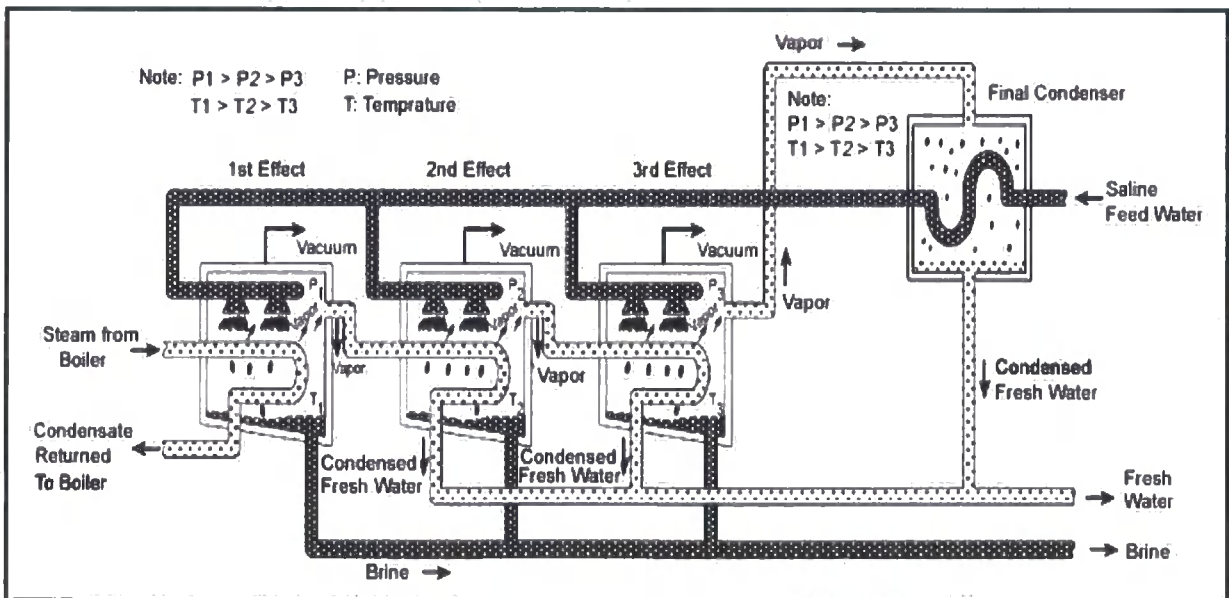 Vapor
Note: P1 > P2 > P3 P: Pressure
T1 > T2 > T3 T: Temprature
Note:
P1 > P2 > P3
T1 > T2 > T3
Final Condenser
1st Effect
2nd Effect
3rd Effect
Saline
Feed Water
Vacuum
Vacuum
Vacuum
P1
P2
P3
Vapor
Vapor
Vapor
Vapor
Steam from
Boiler
Vapor
Vapor
Condensed
Fresh Water
T1
T
T
Condensate
Returned
To Boiler
Condensed
Fresh Water
Condensed
Fresh Water
Fresh
Water
Brine
Brine